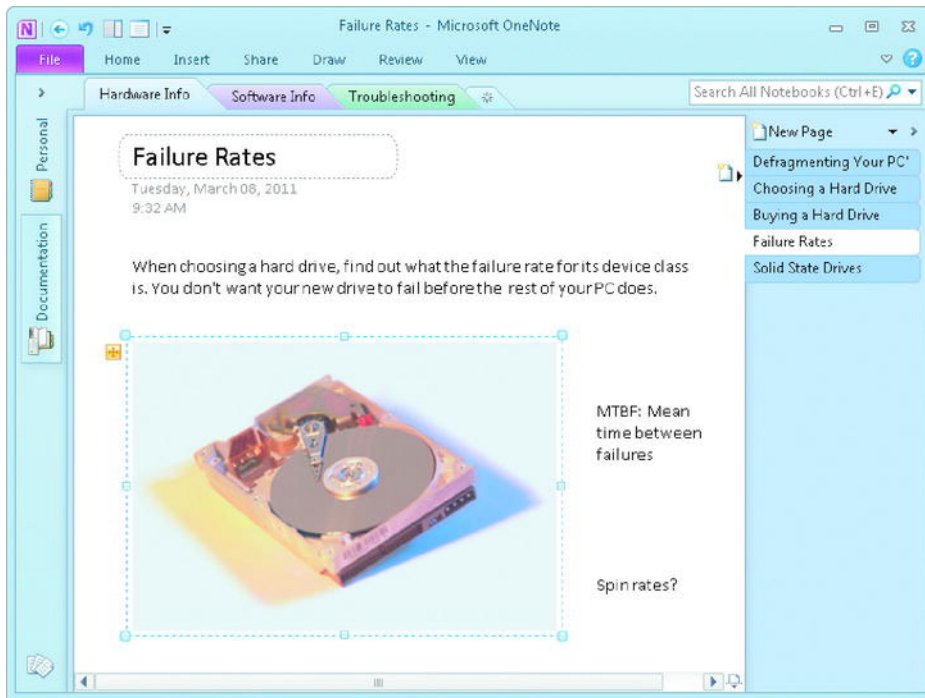 Failure Rates - Microsoft OneNote
File Home Insert Share Draw Review View
Hardware Info Software Info Troubleshooting
Search All Notebooks (Ctrl+E)
Personal
Documentation
Failure Rates
Tuesday, March 08, 2011
9:32 AM
When choosing a hard drive, find out what the failure rate for its device class
is. You don't want your new drive to fail before the rest of your PC does.
MTBF: Mean
time between
failures
Spin rates?
New Page
Defragmenting Your PC'
Choosing a Hard Drive
Buying a Hard Drive
Failure Rates
Solid State Drives